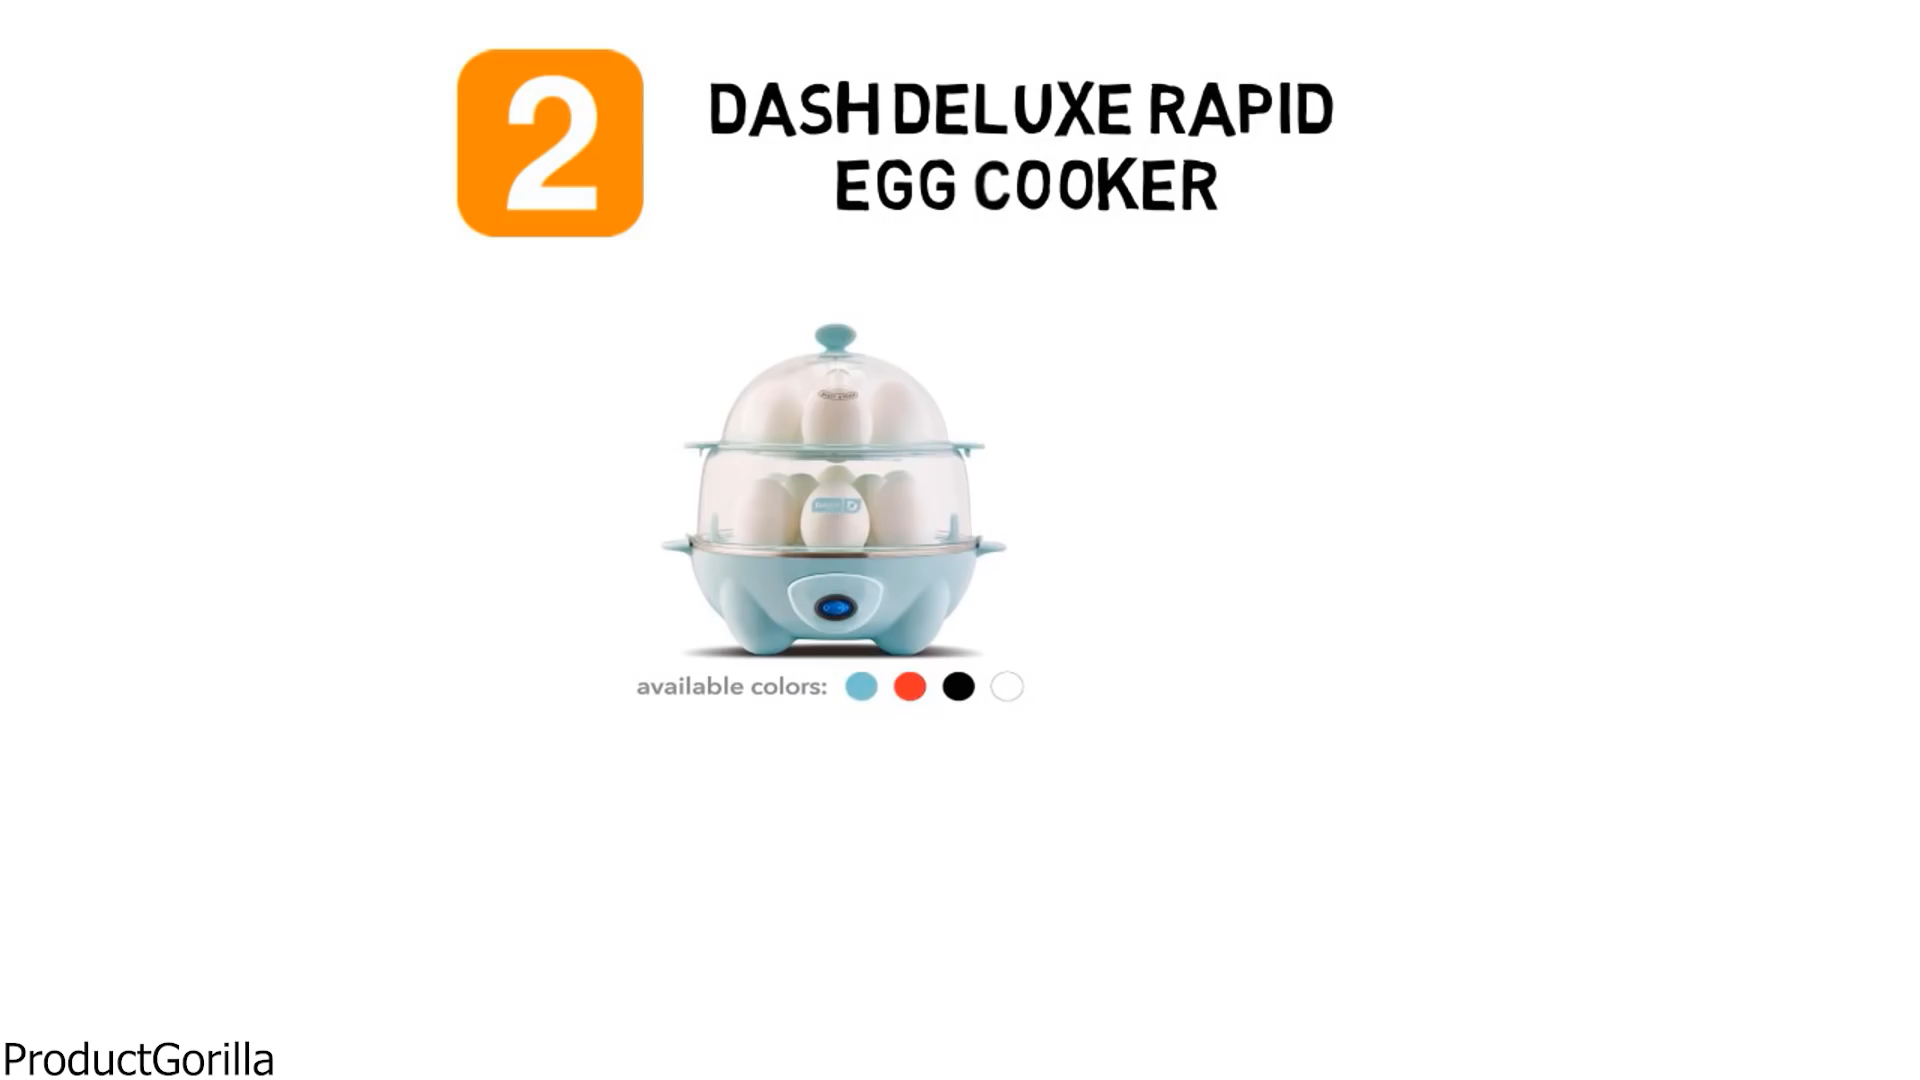 2
DASH DELUXE RAPID
EGG COOKER
available colors:
ProductGorilla